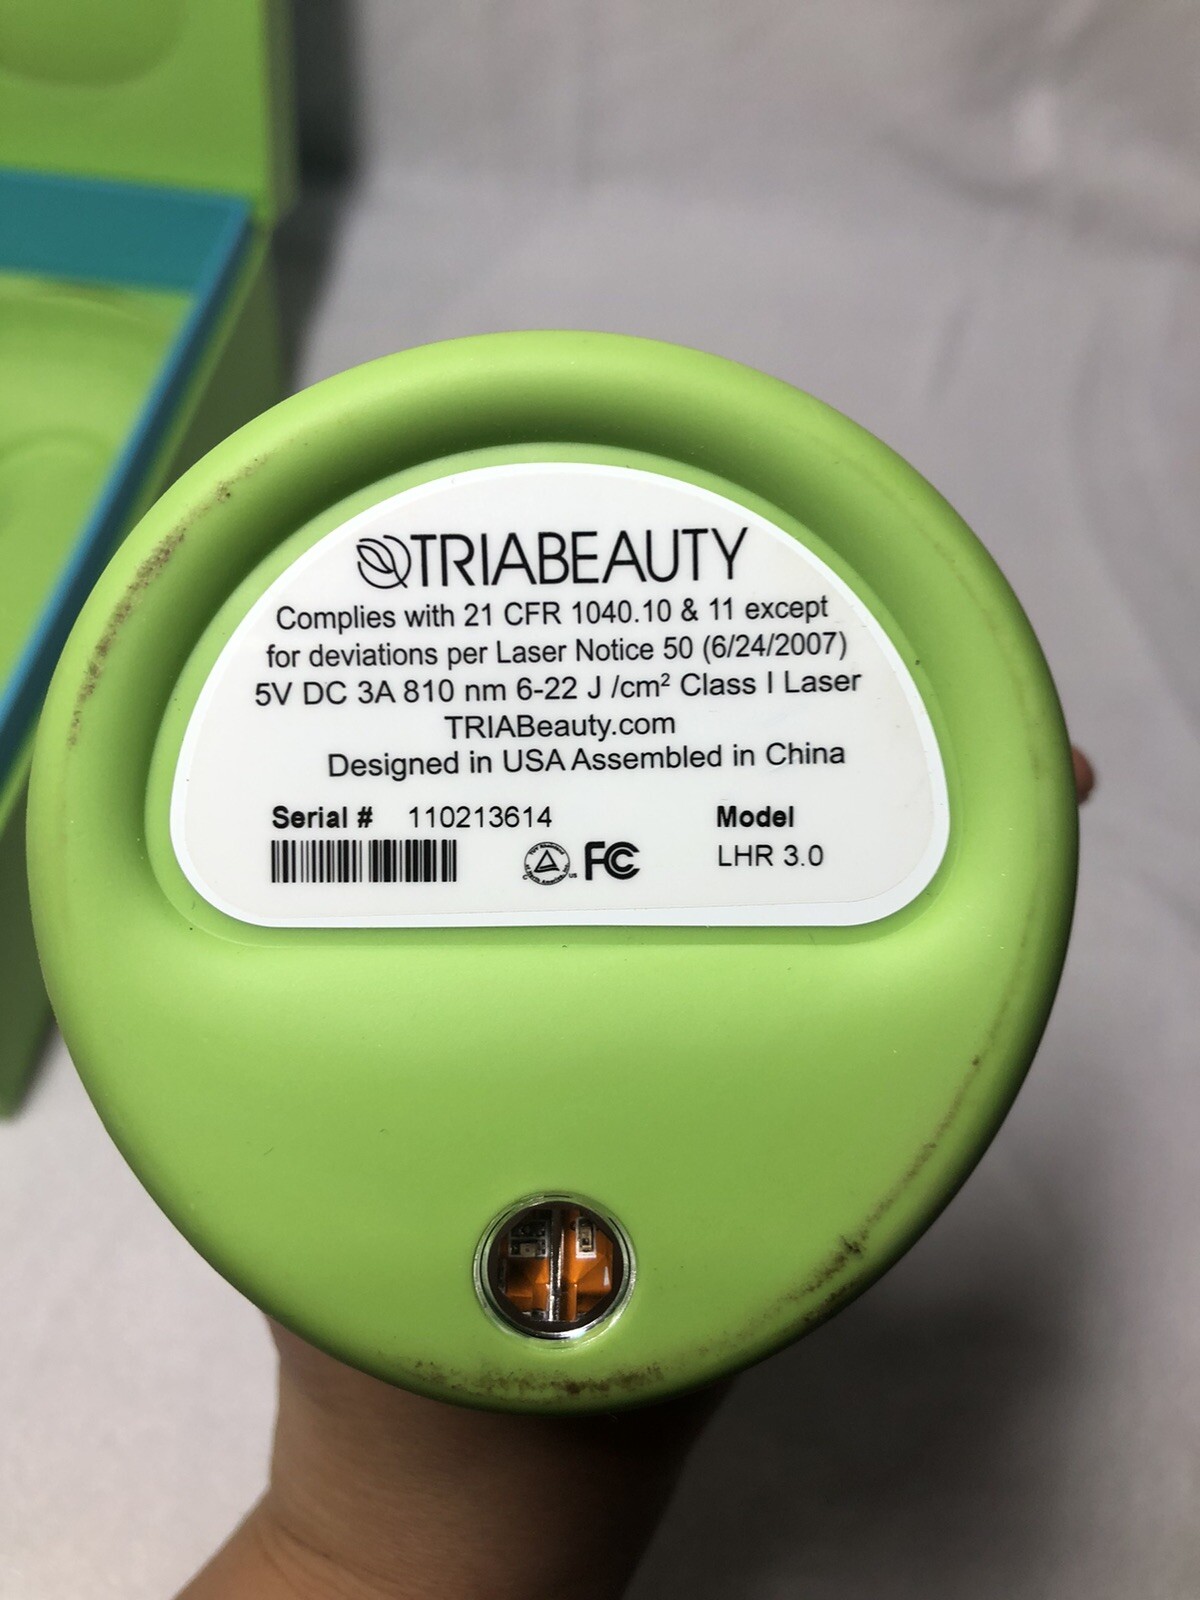 TRIABEAUTY
Complies with 21 CFR 1040.10 & 11 except
for deviations per Laser Notice 50 (6/24/2007)
5V DC 3A 810 nm 6-22 J /cm² Class I Laser
TRIABeauty.com
Designed in USA Assembled in China
Serial # 110213614
Model
LHR 3.0
FC
C US